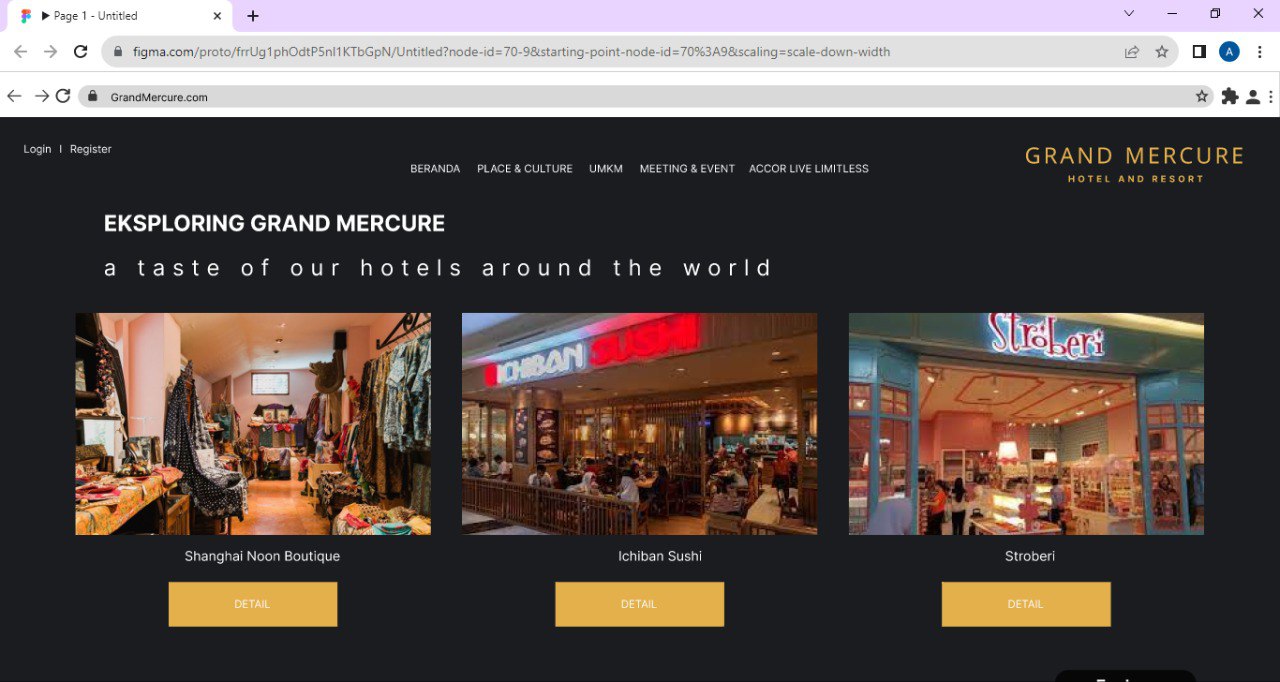 Page 1 - Untitled
figma.com/proto/frrUg1phOdtP5nI1KTbGpN/Untitled?node-id=70-9&starting-point-node-id=70%3A9&scaling=scale-down-width
A
GrandMercure.com
Login | Register
BERANDA PLACE & CULTURE UMKM MEETING & EVENT ACCOR LIVE LIMITLESS
GRAND MERCURE
HOTEL AND RESORT
EKSPLORING GRAND MERCURE
a taste of our hotels around the world
ICHIBAN SUSHI
Stroberi
Shanghai Noon Boutique
Ichiban Sushi
Stroberi
DETAIL
DETAIL
DETAIL